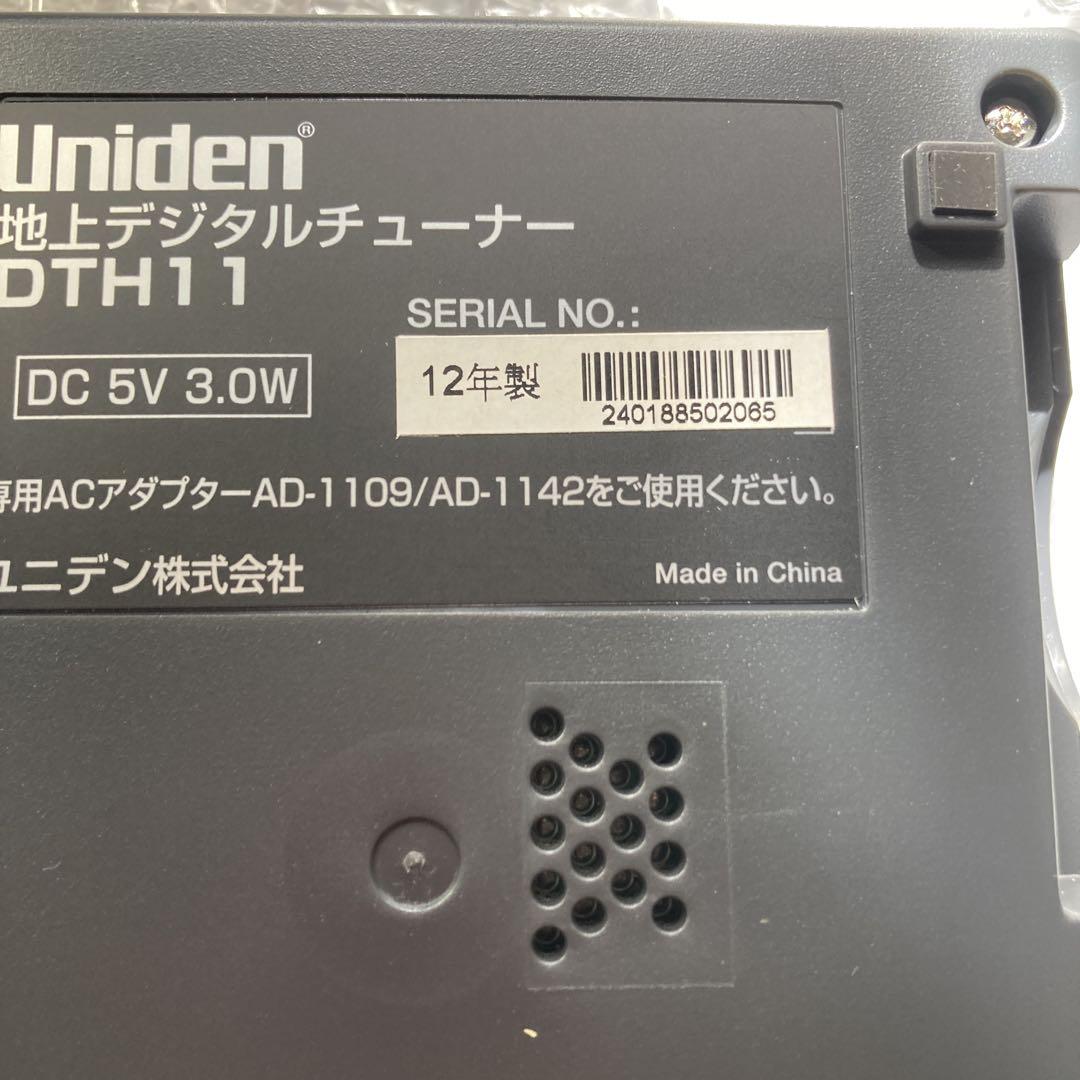 Uniden®
地上デジタルチューナー
DTH11
SERIAL NO.:
DC 5V 3.0W
12年製
240188502065
専用ACアダプターAD-1109/AD-1142をご使用ください。
ユニデン株式会社
Made in China